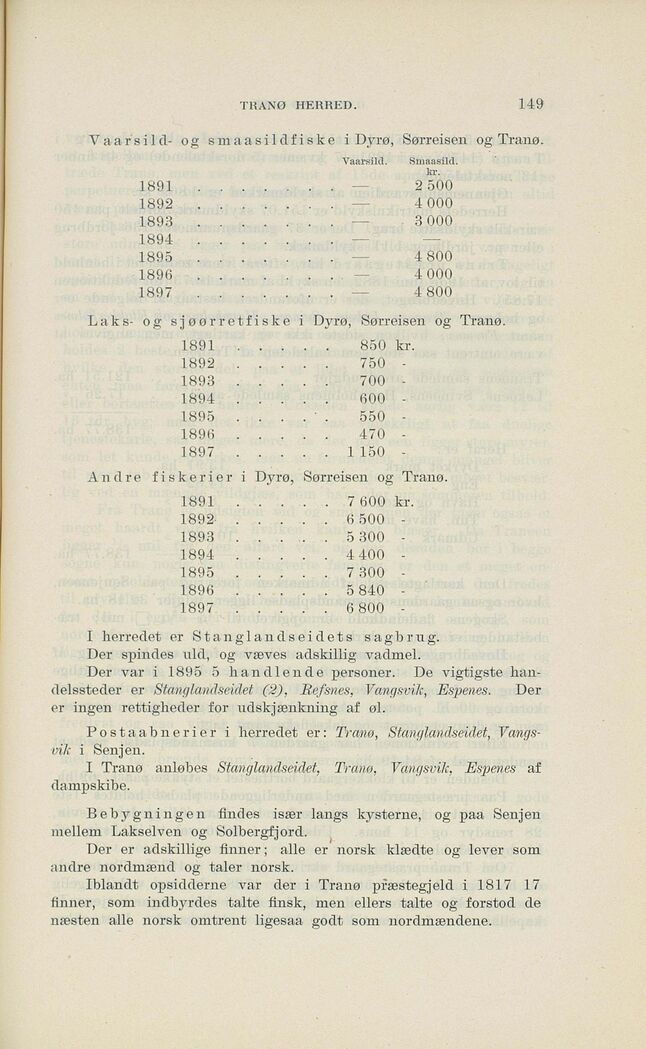 TRANØ HERRED. 149
Vaarsild- og smaasildfiske i Dyrø, Sørreisen og Tranø.
Vaarsild. Smaasild.
kr.
1891 . . . . . . . . — 2 500
1892 . . . . . . . . — 4 000
1893 . . . . . . . . — 3 000
1894 . . . . . . . . — —
1895 . . . . . . . . — 4 800
1896 . . . . . . . . — 4 000
1897 . . . . . . . . — 4 800
Laks- og sjøørretfiske i Dyrø, Sørreisen og Tranø.
1891 . . . . . 850 kr.
1892 . . . . . 750 -
1893 . . . . . 700 -
1894 . . . . . 600 -
1895 . . . . . 550 -
1896 . . . . . 470 -
1897 . . . . . 1 150 -
Andre fiskerier i Dyrø, Sørreisen og Tranø.
1891 . . . . . 7 600 kr.
1892 . . . . . 6 500 -
1893 . . . . . 5 300 -
1894 . . . . . 4 400 -
1895 . . . . . 7 300 -
1896 . . . . . 5 840 -
1897 . . . . . 6 800 -
I herredet er Stanglandseidets sagbrug.
Der spindes uld, og væves adskillig vadmel.
Der var i 1895 5 handlende personer. De vigtigste han-
delssteder er Stanglandseidet (2), Refsnes, Vangsvik, Espenes. Der
er ingen rettigheder for udskjænkning af øl.
Postaabnerier i herredet er: Tranø, Stanglandseidet, Vangs-
vik i Senjen.
I Tranø anløbes Stanglandseidet, Tranø, Vangsvik, Espenes af
dampskibe.
Bebygningen findes især langs kysterne, og paa Senjen
mellem Lakselven og Solbergfjord.
Der er adskillige finner; alle er norsk klædte og lever som
andre nordmænd og taler norsk.
Iblandt opsidderne var der i Tranø præstegjeld i 1817 17
finner, som indbyrdes talte finsk, men ellers talte og forstod de
næsten alle norsk omtrent ligesaa godt som nordmændene.